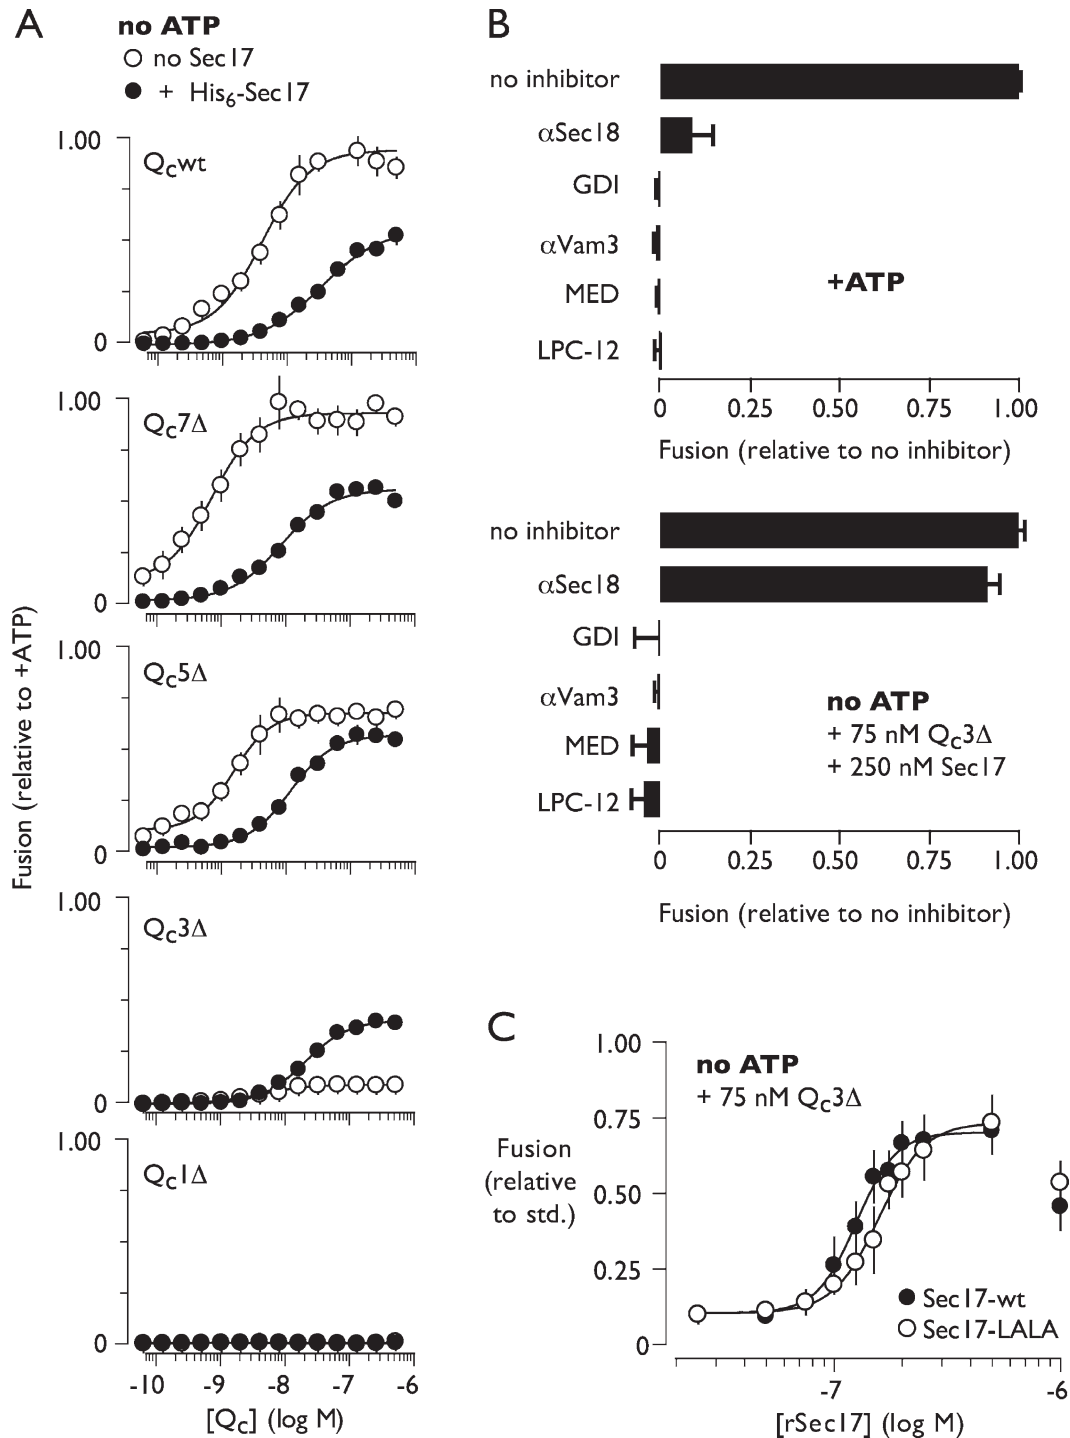 A
no ATP
no Sec17
+ His6-Sec17
Fusion (relative to +ATP)
1.00
Qcwt
0
1.00
Qc7Δ
0
1.00
Qc5Δ
0
1.00
Qc3Δ
0
1.00
Qc1Δ
0
-10 -9 -8 -7 -6
[Qc] (log M)
B
no inhibitor
αSec18
GDI
αVam3
MED
LPC-12
+ATP
0 0.25 0.50 0.75 1.00
Fusion (relative to no inhibitor)
no inhibitor
αSec18
GDI
αVam3
MED
LPC-12
no ATP
+ 75 nM Qc3Δ
+ 250 nM Sec17
0 0.25 0.50 0.75 1.00
Fusion (relative to no inhibitor)
C
no ATP
+ 75 nM Qc3Δ
Fusion
(relative
to std.)
1.00
0.75
0.50
0.25
0
Sec17-wt
Sec17-LALA
-7 -6
[rSec17] (log M)